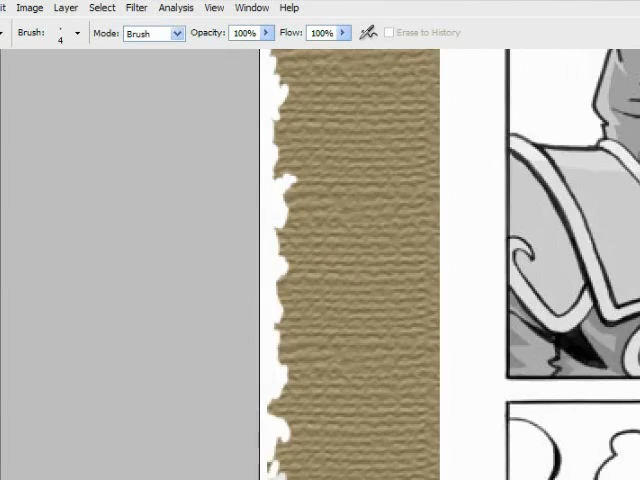 it Image Layer Select Filter Analysis View Window Help
Brush: 4 Mode: Brush Opacity: 100% Flow: 100% Erase to History